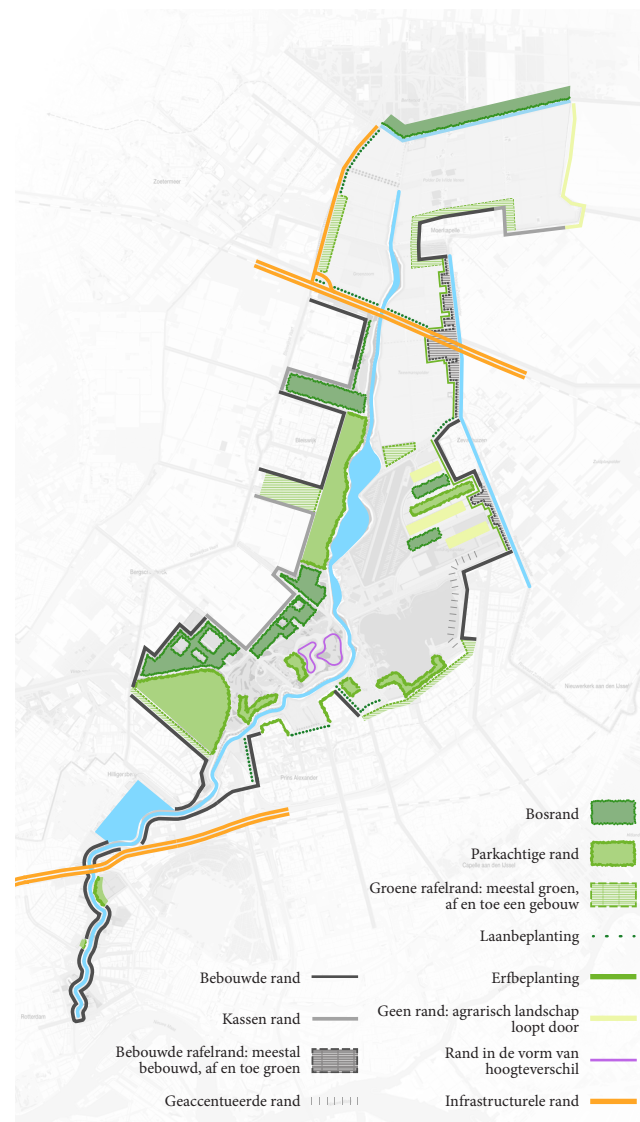 Zoetermeer
Moerkapelle
Bleiswijk
Zevenhuizen
Bergschenhoek
Nieuwerkerk aan den IJssel
Hillegersberg
Prins Alexander
Capelle aan den IJssel
Rotterdam
Bosrand
Parkachtige rand
Groene rafelrand: meestal groen,
af en toe een gebouw
Laanbeplanting
Bebouwde rand
Kassen rand
Bebouwde rafelrand: meestal
bebouwd, af en toe groen
Geaccentueerde rand
Erfbeplanting
Geen rand: agrarisch landschap
loopt door
Rand in de vorm van
hoogteverschil
Infrastructurele rand